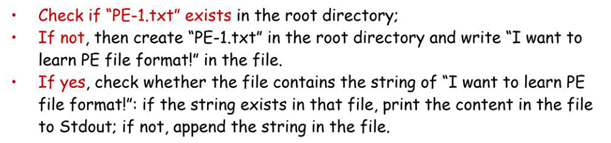 • Check if “PE-1.txt” exists in the root directory;
• If not, then create “PE-1.txt” in the root directory and write “I want to
learn PE file format!” in the file.
• If yes, check whether the file contains the string of “I want to learn PE
file format!”: if the string exists in that file, print the content in the file
to Stdout; if not, append the string in the file.